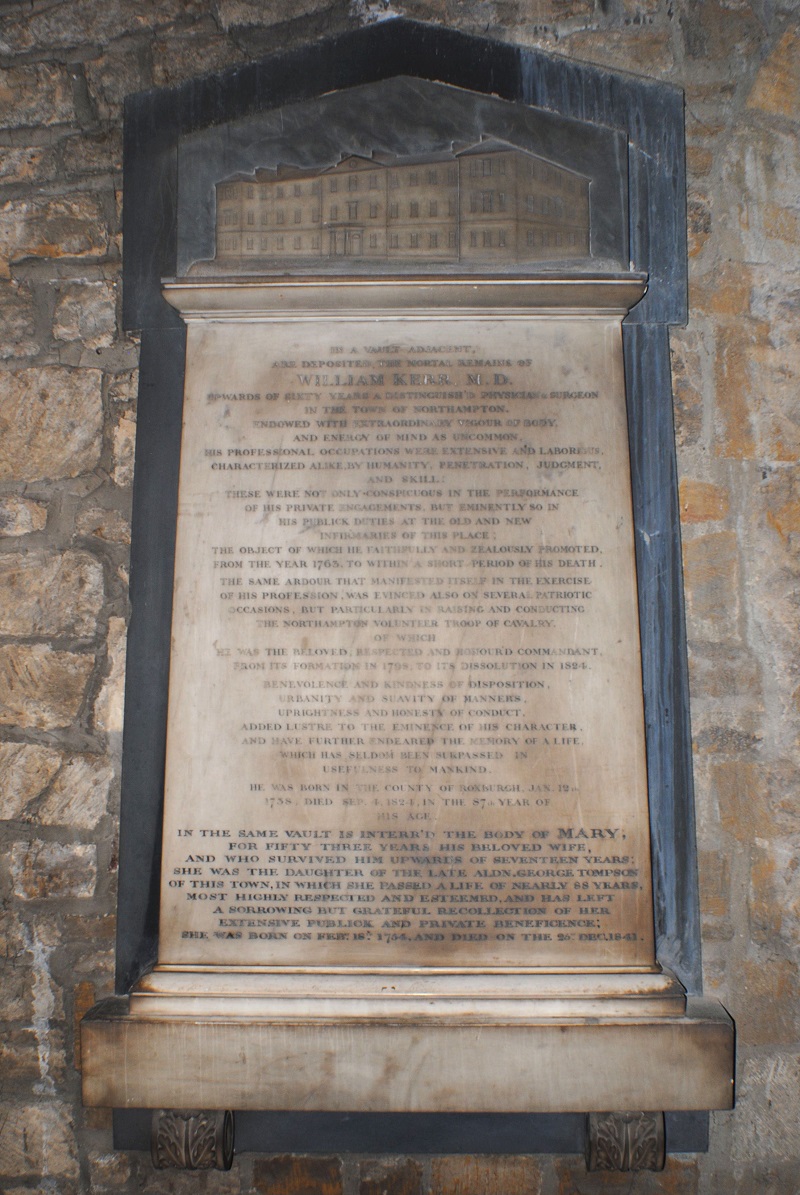 IN A VAULT ADJACENT,
ARE DEPOSITED, THE MORTAL REMAINS OF
WILLIAM KERR, M.D.
UPWARDS OF SIXTY YEARS A DISTINGUISH'D PHYSICIAN & SURGEON
IN THE TOWN OF NORTHAMPTON.
ENDOWED WITH EXTRAORDINARY VIGOUR OF BODY,
AND ENERGY OF MIND AS UNCOMMON,
HIS PROFESSIONAL OCCUPATIONS WERE EXTENSIVE AND LABORIOUS,
CHARACTERIZED ALIKE BY HUMANITY, PENETRATION, JUDGMENT,
AND SKILL:
THESE WERE NOT ONLY CONSPICUOUS IN THE PERFORMANCE
OF HIS PRIVATE ENGAGEMENTS, BUT EMINENTLY SO IN
HIS PUBLICK DUTIES AT THE OLD AND NEW
INFIRMARIES OF THIS PLACE;
THE OBJECT OF WHICH HE FAITHFULLY AND ZEALOUSLY PROMOTED,
FROM THE YEAR 1763, TO WITHIN A SHORT PERIOD OF HIS DEATH.
THE SAME ARDOUR THAT MANIFESTED ITSELF IN THE EXERCISE
OF HIS PROFESSION, WAS EVINCED ALSO ON SEVERAL PATRIOTIC
OCCASIONS, BUT PARTICULARLY IN RAISING AND CONDUCTING
THE NORTHAMPTON VOLUNTEER TROOP OF CAVALRY,
OF WHICH
HE WAS THE BELOVED, RESPECTED AND HONOUR'D COMMANDANT,
FROM ITS FORMATION IN 1798, TO ITS DISSOLUTION IN 1824.
BENEVOLENCE AND KINDNESS OF DISPOSITION,
URBANITY AND SUAVITY OF MANNERS,
UPRIGHTNESS AND HONESTY OF CONDUCT,
ADDED LUSTRE TO THE EMINENCE OF HIS CHARACTER,
AND HAVE FURTHER ENDEARED THE MEMORY OF A LIFE,
WHICH HAS SELDOM BEEN SURPASSED IN
USEFULNESS TO MANKIND.
HE WAS BORN IN THE COUNTY OF ROXBURGH, JAN. 12TH
1738, DIED SEP. 4, 1824, IN THE 87TH YEAR OF
HIS AGE.
IN THE SAME VAULT IS INTERR'D THE BODY OF MARY,
FOR FIFTY THREE YEARS HIS BELOVED WIFE,
AND WHO SURVIVED HIM UPWARDS OF SEVENTEEN YEARS:
SHE WAS THE DAUGHTER OF THE LATE ALDN. GEORGE TOMPSON
OF THIS TOWN, IN WHICH SHE PASSED A LIFE OF NEARLY 88 YEARS,
MOST HIGHLY RESPECTED AND ESTEEMED, AND HAS LEFT
A SORROWING BUT GRATEFUL RECOLLECTION OF HER
EXTENSIVE PUBLICK AND PRIVATE BENEFICENCE;
SHE WAS BORN ON FEB. 18, 1754, AND DIED ON THE 25. DEC. 1841.